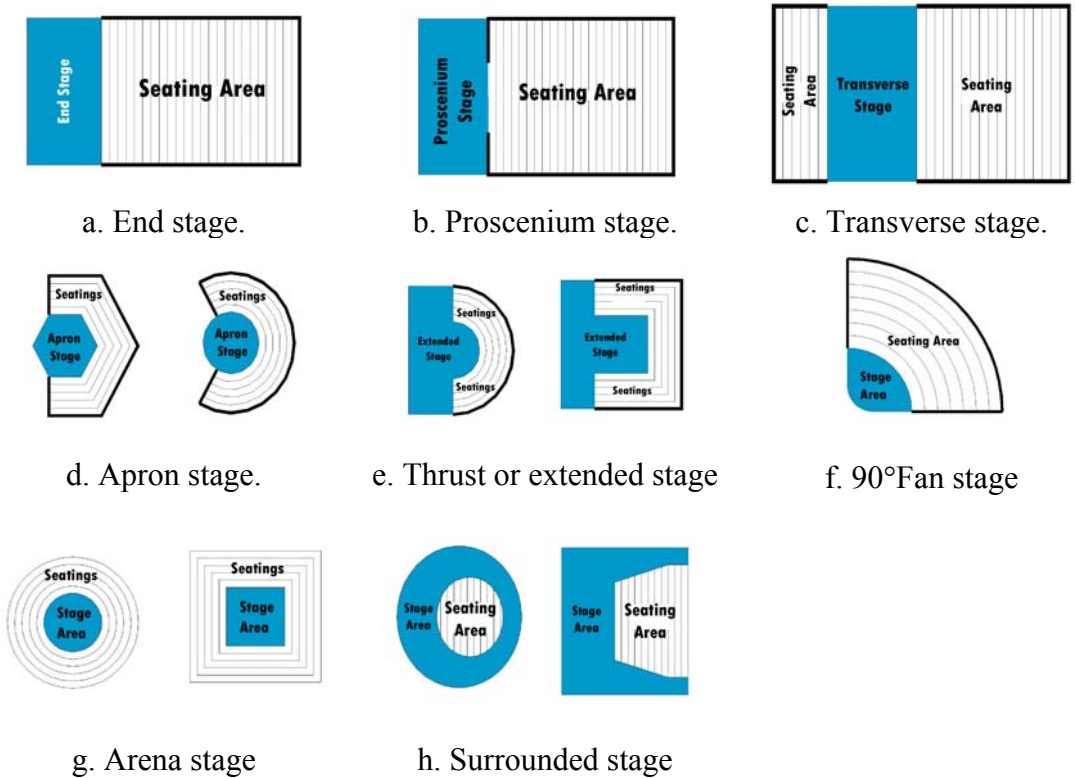 End Stage
Seating Area
Proscenium
Stage
Seating Area
Seating
Area
Transverse
Stage
Seating
Area
a. End stage.
b. Proscenium stage.
c. Transverse stage.
Seatings
Apron
Stage
Seatings
Apron
Stage
Seatings
Extended
Stage
Seatings
Seatings
Extended
Stage
Seatings
Seating Area
Stage
Area
d. Apron stage.
e. Thrust or extended stage
f. 90°Fan stage
Seatings
Stage
Area
Seatings
Stage
Area
Stage
Area
Seating
Area
Stage
Area
Seating
Area
g. Arena stage
h. Surrounded stage